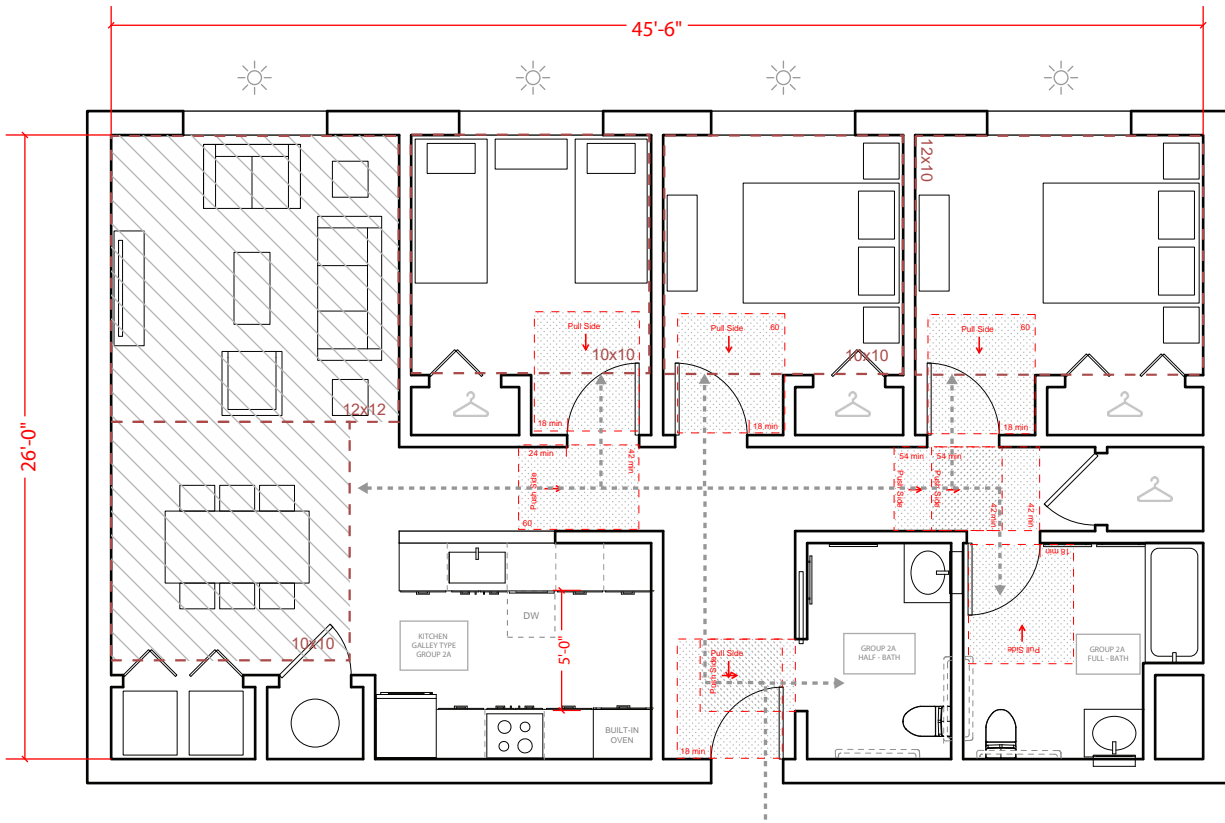 45'-6"
26'-0"
12x10
Pull Side
10x10
18 min
Pull Side
60
10x10
18 min
Pull Side
60
18 min
12x12
24 min
42 min
Push Side
60
54 min
Push Side
54 min
Push Side
42 min
42 min
18 min
Pull Side
10x10
KITCHEN
GALLEY TYPE
GROUP 2A
DW
5'-0"
BUILT-IN
OVEN
Pull Side
Push Side
18 min
GROUP 2A
HALF - BATH
GROUP 2A
FULL - BATH